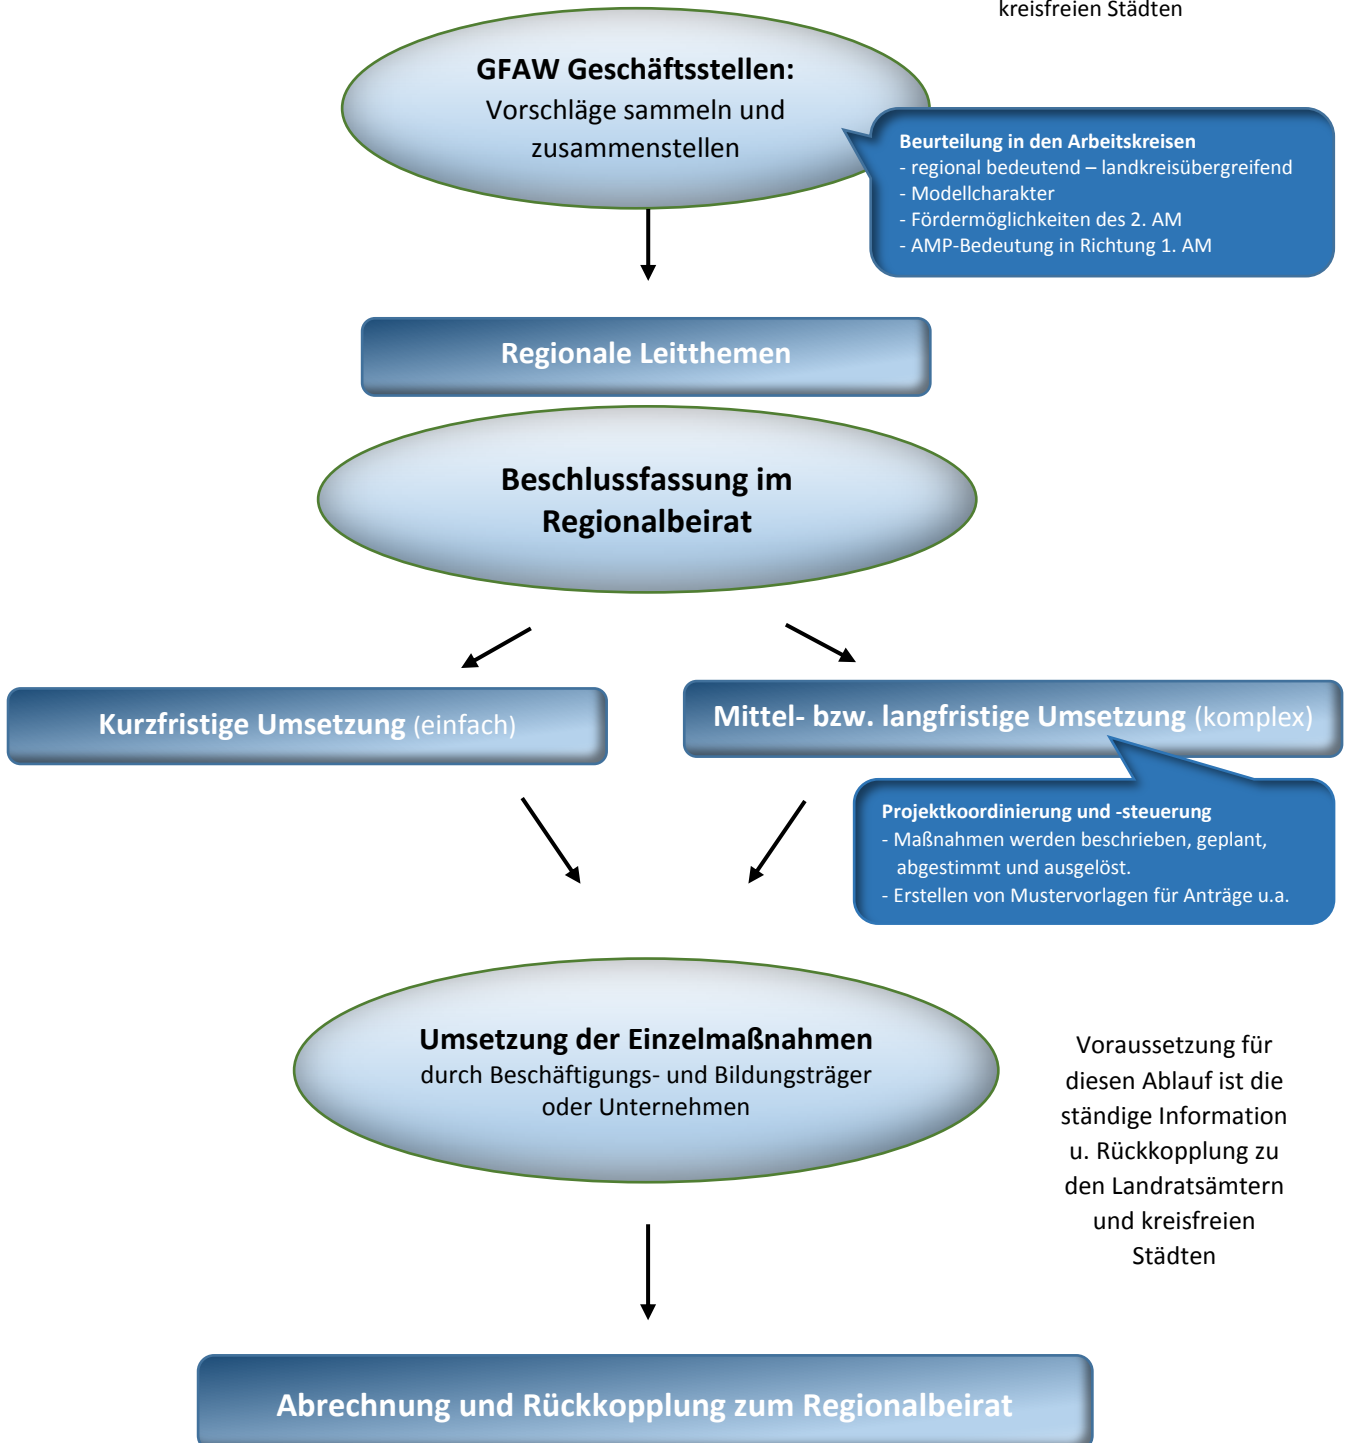 kreisfreien Städten
GFAW Geschäftsstellen:
Vorschläge sammeln und
zusammenstellen
Beurteilung in den Arbeitskreisen
- regional bedeutend – landkreisübergreifend
- Modellcharakter
- Fördermöglichkeiten des 2. AM
- AMP-Bedeutung in Richtung 1. AM
Regionale Leitthemen
Beschlussfassung im
Regionalbeirat
Kurzfristige Umsetzung (einfach)
Mittel- bzw. langfristige Umsetzung (komplex)
Projektkoordinierung und -steuerung
- Maßnahmen werden beschrieben, geplant,
abgestimmt und ausgelöst.
- Erstellen von Mustervorlagen für Anträge u.a.
Umsetzung der Einzelmaßnahmen
durch Beschäftigungs- und Bildungsträger
oder Unternehmen
Voraussetzung für
diesen Ablauf ist die
ständige Information
u. Rückkopplung zu
den Landratsämtern
und kreisfreien
Städten
Abrechnung und Rückkopplung zum Regionalbeirat